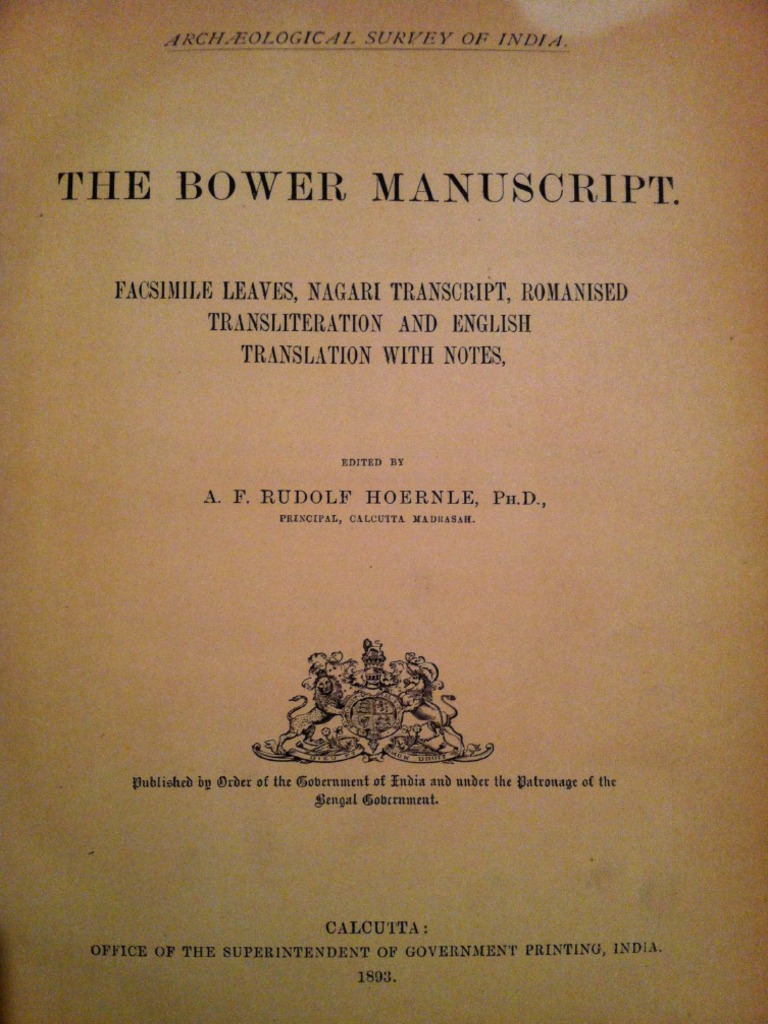 ARCHÆOLOGICAL SURVEY OF INDIA.
THE BOWER MANUSCRIPT.
FACSIMILE LEAVES, NAGARI TRANSCRIPT, ROMANISED
TRANSLITERATION AND ENGLISH
TRANSLATION WITH NOTES,
EDITED BY
A. F. RUDOLF HOERNLE, PH.D.,
PRINCIPAL, CALCUTTA MADRASAH.
Published by Order of the Government of India and under the Patronage of the
Bengal Government.
CALCUTTA:
OFFICE OF THE SUPERINTENDENT OF GOVERNMENT PRINTING, INDIA.
1893.